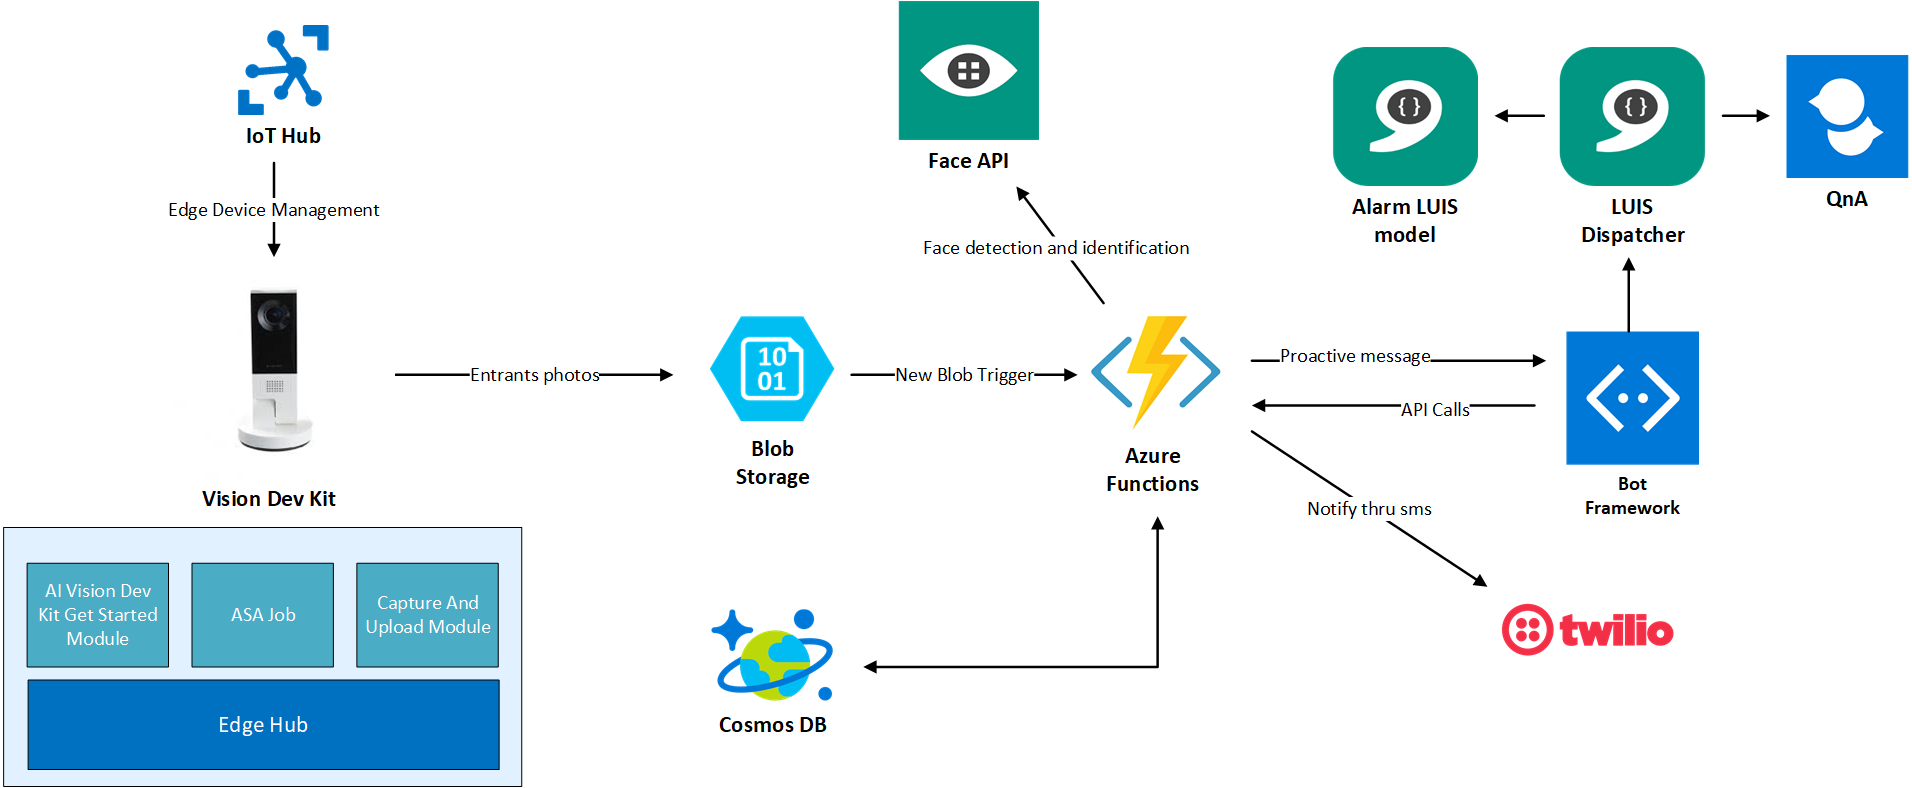 IoT Hub
Edge Device Management
Vision Dev Kit
AI Vision Dev
Kit Get Started
Module
ASA Job
Capture And
Upload Module
Edge Hub
Entrants photos
10
01
Blob
Storage
New Blob Trigger
Face API
Face detection and identification
Azure
Functions
Cosmos DB
Proactive message
API Calls
Notify thru sms
twilio
Bot
Framework
{ }
Alarm LUIS
model
{ }
LUIS
Dispatcher
QnA